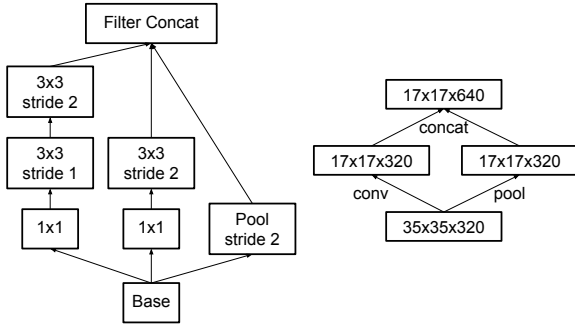 Filter Concat
3x3
stride 2
3x3
stride 1
3x3
stride 2
1x1
1x1
Pool
stride 2
Base
17x17x640
concat
17x17x320
17x17x320
conv
pool
35x35x320